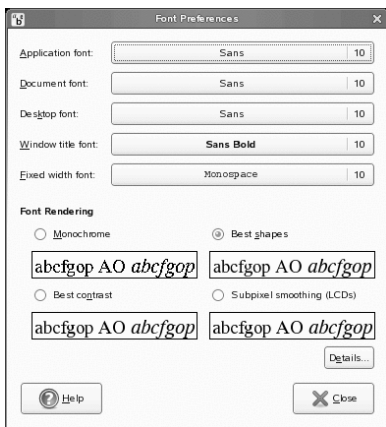 Font Preferences
Application font: Sans 10
Document font: Sans 10
Desktop font: Sans 10
Window title font: Sans Bold 10
Fixed width font: Monospace 10
Font Rendering
Monochrome Best shapes
abcfgop AO abcfgop abcfgop AO abcfgop
Best contrast Subpixel smoothing (LCDs)
abcfgop AO abcfgop abcfgop AO abcfgop
Details...
Help Close